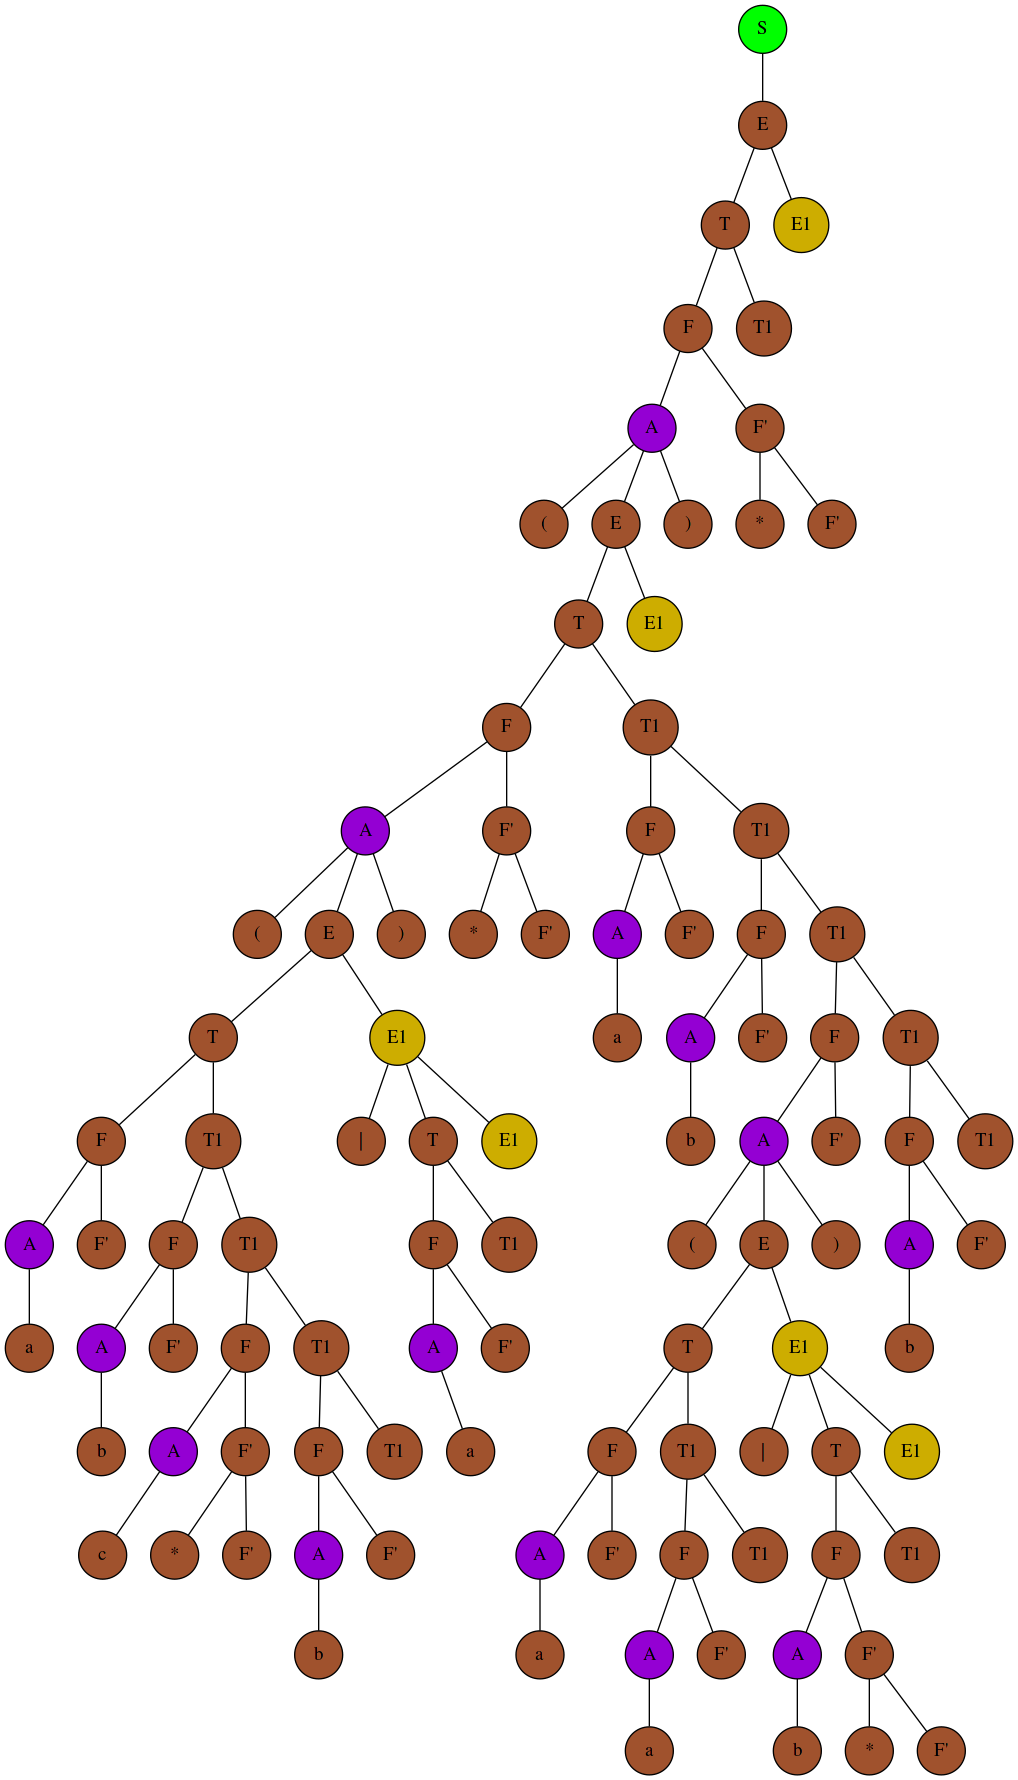 S
E
T E1
F T1
A F'
( E ) * F'
T E1
F T1
A F' F T1
( E ) * F' A F' F T1
T E1 a A F' F T1
F T1 | T E1 b A F' F T1
A F' F T1 F T1 ( E ) A F'
a A F' F T1 A F' T E1 b
b A F' F T1 a F T1 | T E1
c * F' A F' A F' F T1 F T1
b a A F' A F'
a b * F'